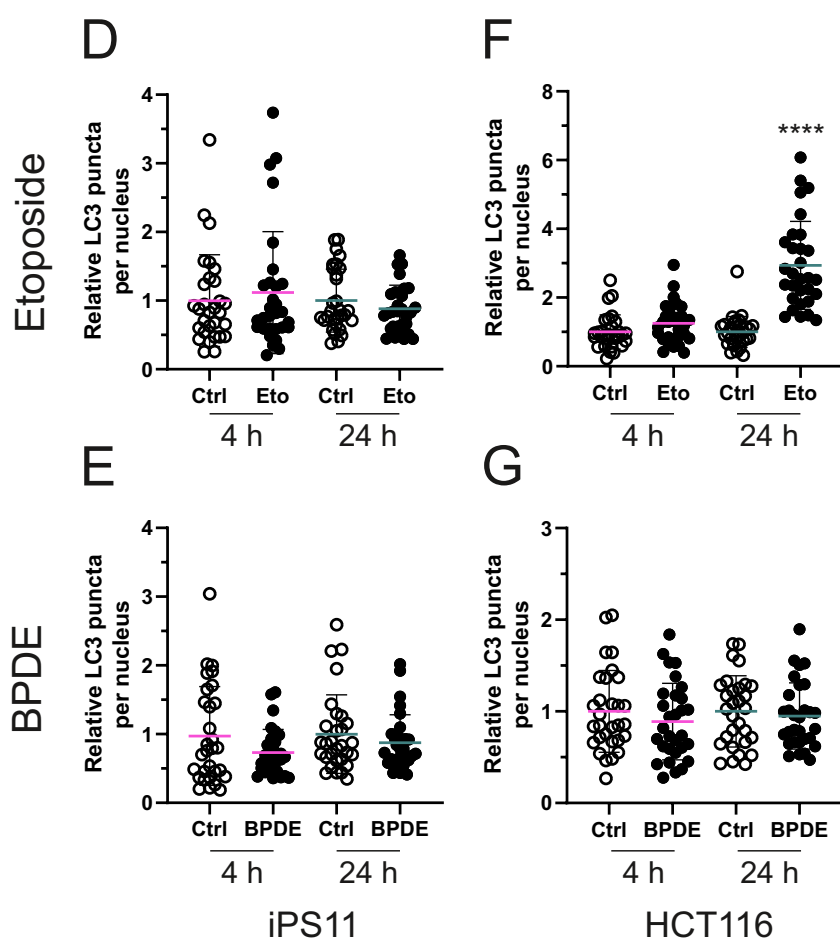 D
Etoposide
Relative LC3 puncta
per nucleus
4
3
2
1
0
Ctrl Eto Ctrl Eto
4 h 24 h
F
Relative LC3 puncta
per nucleus
8
6
4
2
0
****
Ctrl Eto Ctrl Eto
4 h 24 h
E
BPDE
Relative LC3 puncta
per nucleus
4
3
2
1
0
Ctrl BPDE Ctrl BPDE
4 h 24 h
iPS11
G
Relative LC3 puncta
per nucleus
3
2
1
0
Ctrl BPDE Ctrl BPDE
4 h 24 h
HCT116